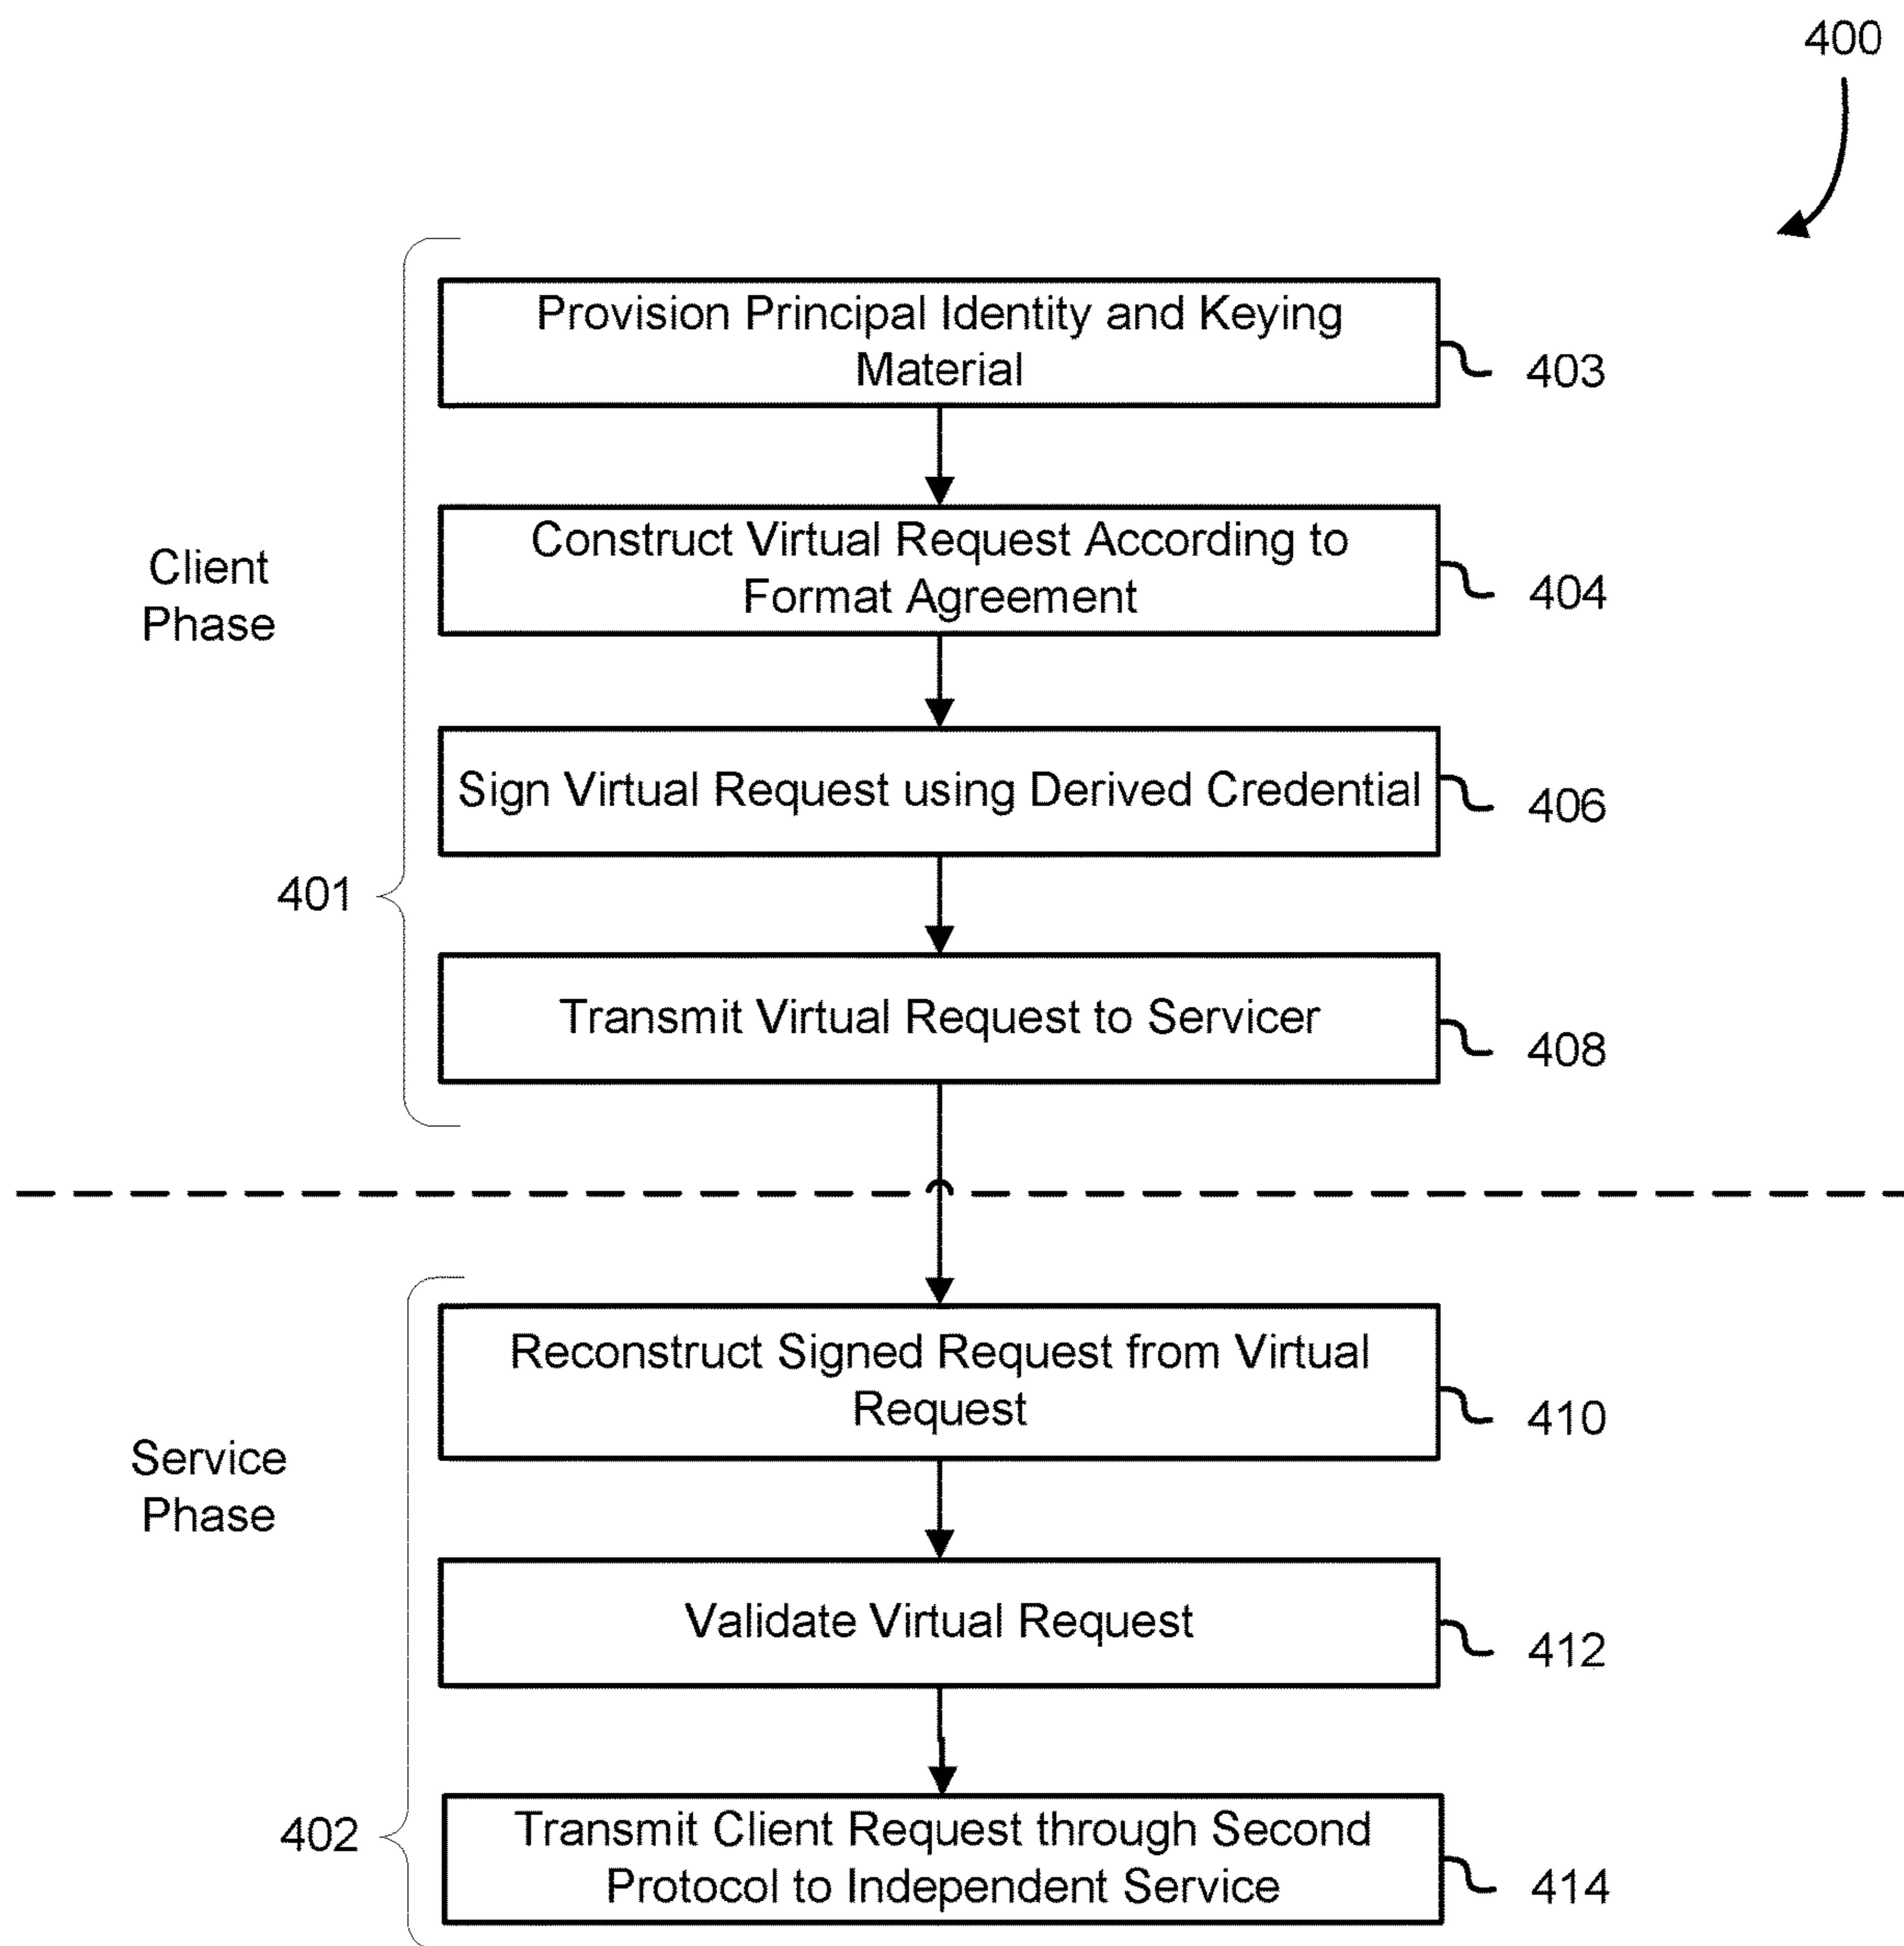 400
Provision Principal Identity and Keying
Material
403
Construct Virtual Request According to
Format Agreement
404
Client
Phase
Sign Virtual Request using Derived Credential
406
401
Transmit Virtual Request to Servicer
408
Reconstruct Signed Request from Virtual
Request
410
Service
Phase
Validate Virtual Request
412
402
Transmit Client Request through Second
Protocol to Independent Service
414